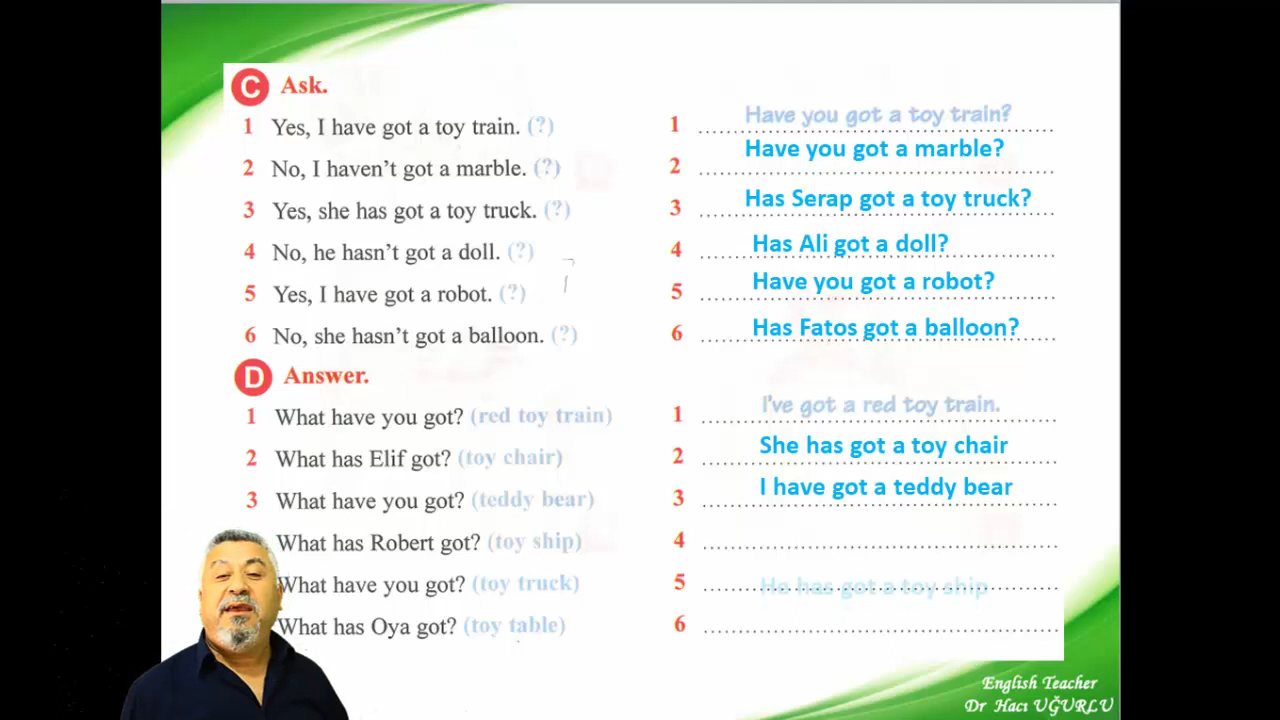 C Ask.
1 Yes, I have got a toy train. (?)
2 No, I haven't got a marble. (?)
3 Yes, she has got a toy truck. (?)
4 No, he hasn't got a doll. (?)
5 Yes, I have got a robot. (?)
6 No, she hasn't got a balloon. (?)
1 Have you got a toy train?
2 Have you got a marble?
3 Has Serap got a toy truck?
4 Has Ali got a doll?
5 Have you got a robot?
6 Has Fatos got a balloon?
D Answer.
1 What have you got? (red toy train)
2 What has Elif got? (toy chair)
3 What have you got? (teddy bear)
What has Robert got? (toy ship)
What have you got? (toy truck)
What has Oya got? (toy table)
1 I've got a red toy train.
2 She has got a toy chair
3 I have got a teddy bear
4
5 He has got a toy ship
6
English Teacher
Dr Hacı UĞURLU